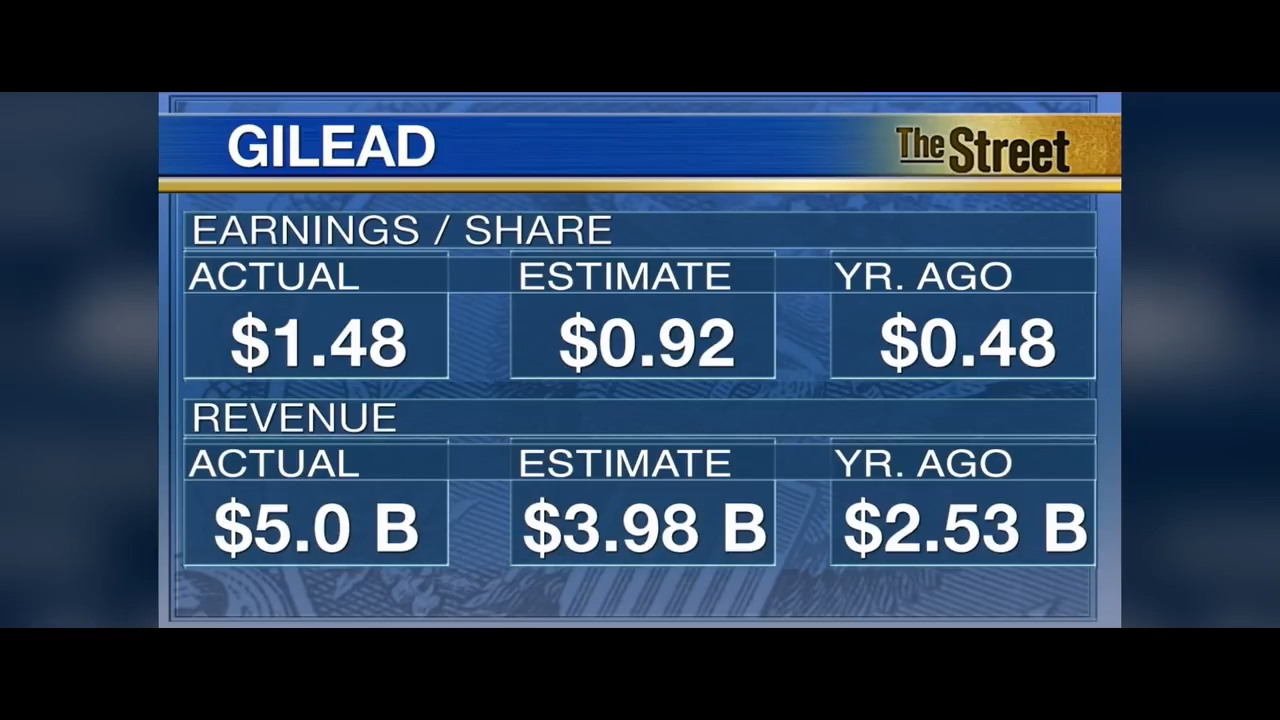 GILEAD
The Street
EARNINGS / SHARE
ACTUAL ESTIMATE YR. AGO
$1.48 $0.92 $0.48
REVENUE
ACTUAL ESTIMATE YR. AGO
$5.0 B $3.98 B $2.53 B